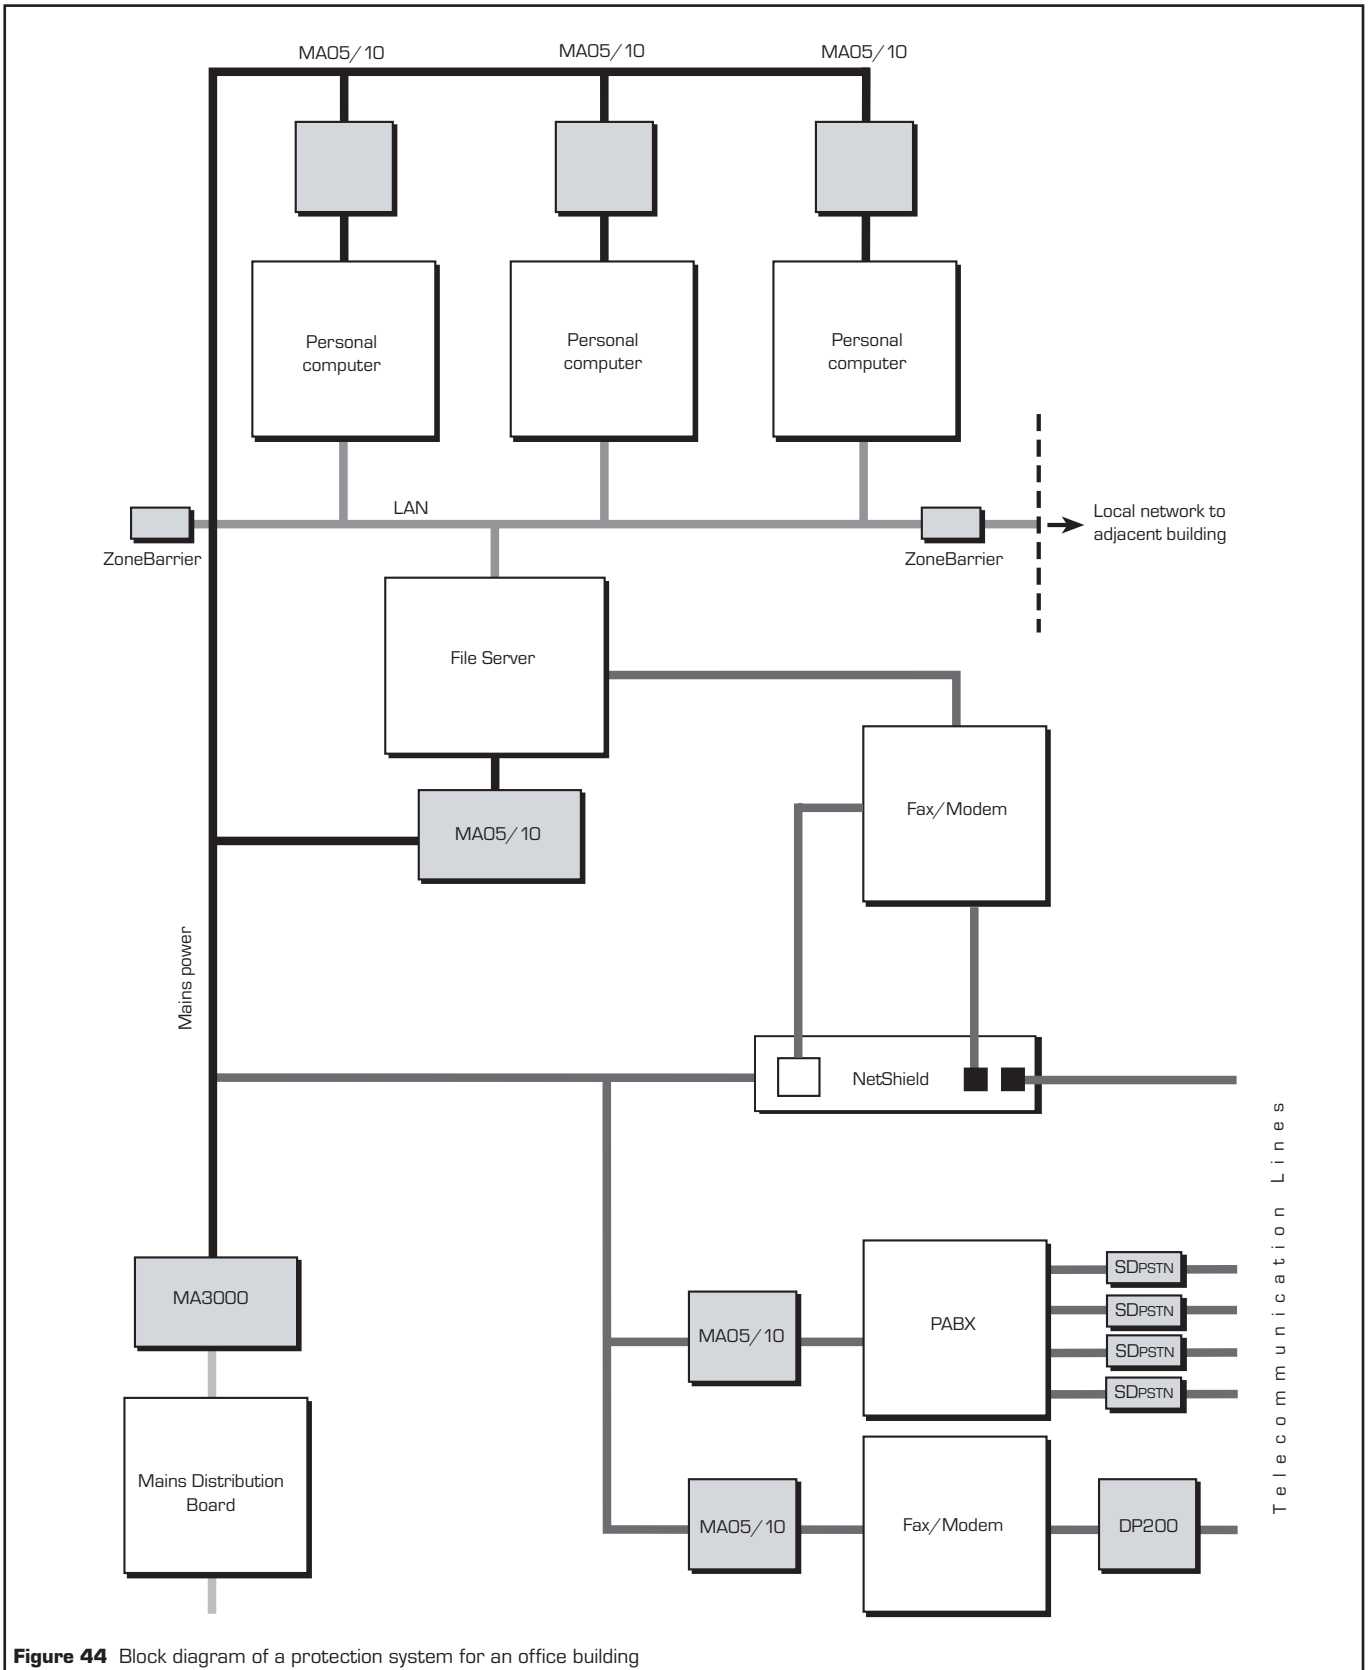 MA05/10
MA05/10
MA05/10
Personal
computer
Personal
computer
Personal
computer
LAN
ZoneBarrier
ZoneBarrier
Local network to
adjacent building
File Server
Fax/Modem
MA05/10
Mains power
NetShield
Telecommunication Lines
MA3000
PABX
SDPSTN
SDPSTN
SDPSTN
SDPSTN
MA05/10
Mains Distribution
Board
MA05/10
Fax/Modem
DP200
Figure 44 Block diagram of a protection system for an office building